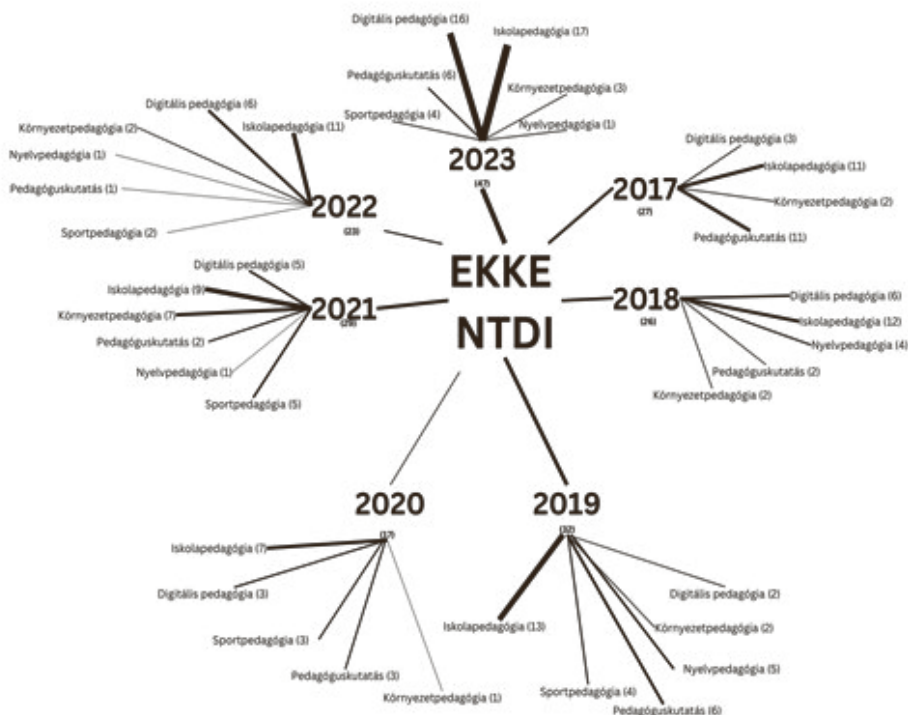 Digitális pedagógia (16)
Iskolapedagógia (17)
Pedagóguskutatás (6)
Környezetpedagógia (3)
Sportpedagógia (4)
Nyelvpedagógia (1)
2023
(47)
Digitális pedagógia (6)
Környezetpedagógia (2)
Iskolapedagógia (11)
Nyelvpedagógia (1)
Pedagóguskutatás (1)
Sportpedagógia (2)
2022
(23)
Digitális pedagógia (3)
Iskolapedagógia (11)
Környezetpedagógia (2)
Pedagóguskutatás (11)
2017
(27)
EKKE
NTDI
Digitális pedagógia (5)
Iskolapedagógia (9)
Környezetpedagógia (7)
Pedagóguskutatás (2)
Nyelvpedagógia (1)
Sportpedagógia (5)
2021
(29)
2018
(26)
Digitális pedagógia (6)
Iskolapedagógia (12)
Nyelvpedagógia (4)
Pedagóguskutatás (2)
Környezetpedagógia (2)
2020
(17)
Iskolapedagógia (7)
Digitális pedagógia (3)
Sportpedagógia (3)
Pedagóguskutatás (3)
Környezetpedagógia (1)
2019
(32)
Iskolapedagógia (13)
Digitális pedagógia (2)
Környezetpedagógia (2)
Nyelvpedagógia (5)
Sportpedagógia (4)
Pedagóguskutatás (6)